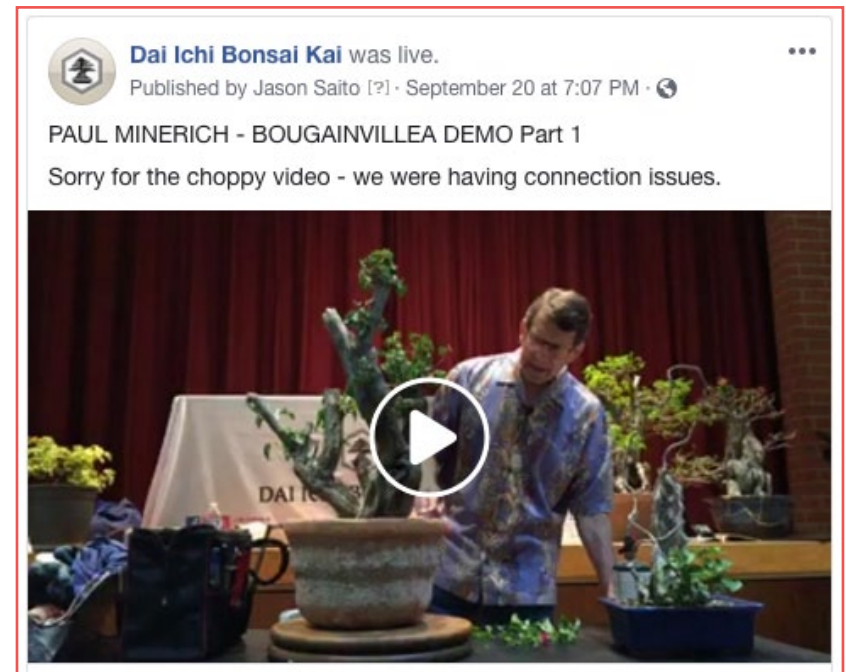 Dai Ichi Bonsai Kai was live.
Published by Jason Saito [?] · September 20 at 7:07 PM ·
PAUL MINERICH - BOUGAINVILLEA DEMO Part 1
Sorry for the choppy video - we were having connection issues.
DAI